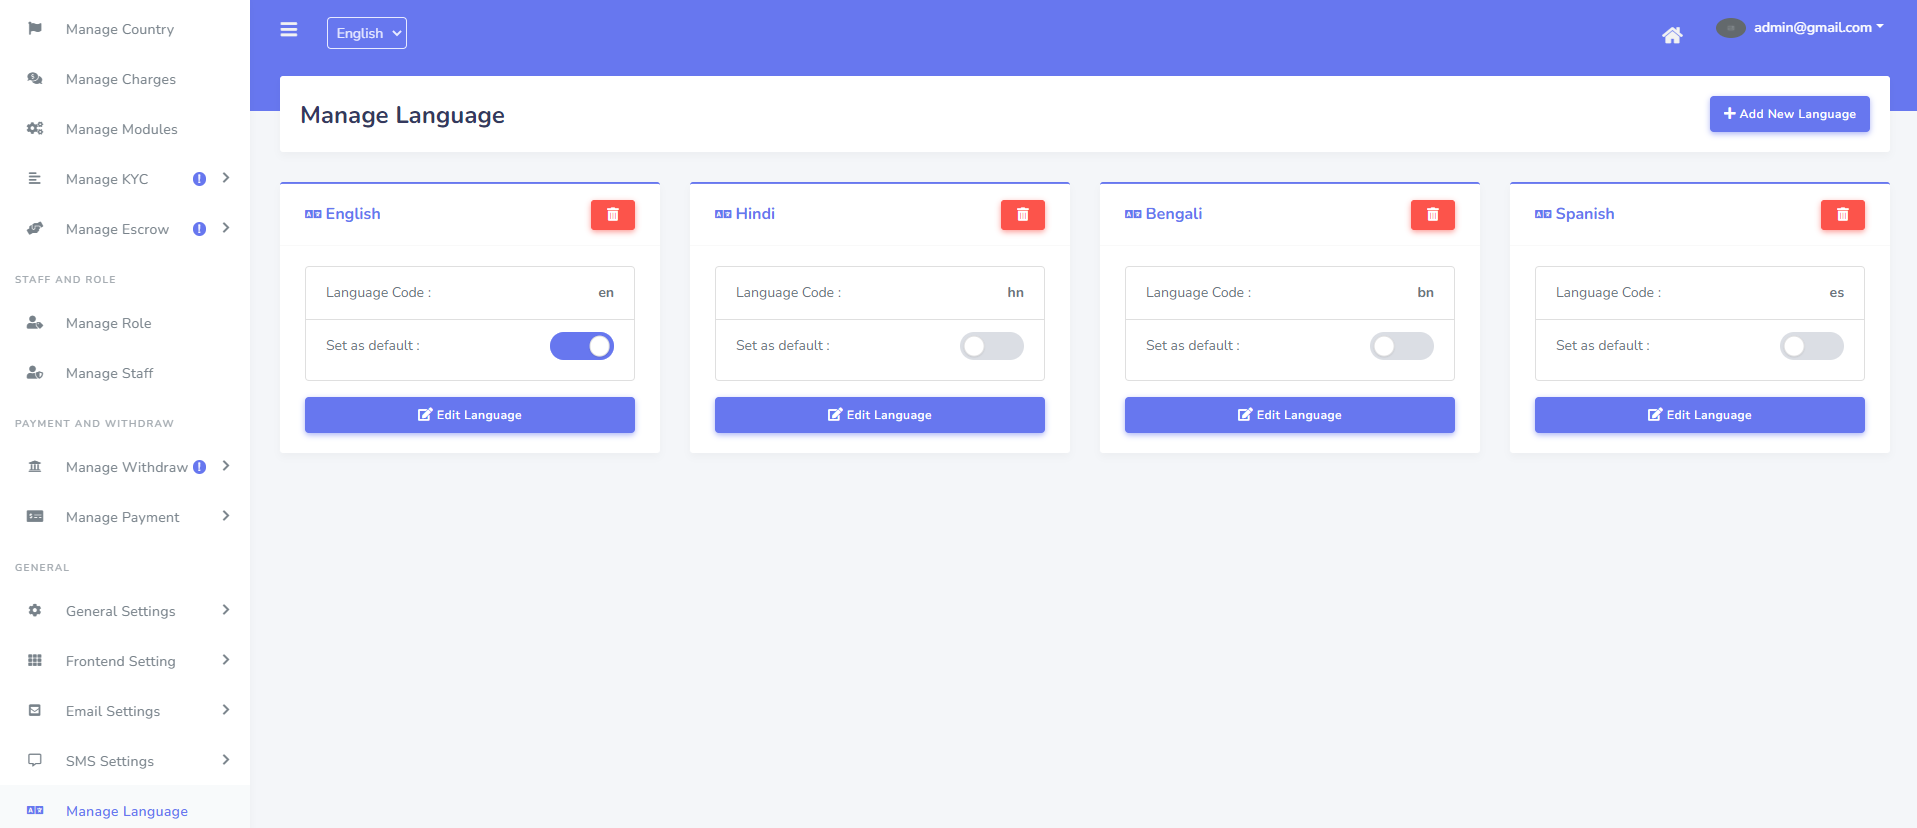 Manage Country
Manage Charges
Manage Modules
Manage KYC
Manage Escrow
STAFF AND ROLE
Manage Role
Manage Staff
PAYMENT AND WITHDRAW
Manage Withdraw
Manage Payment
GENERAL
General Settings
Frontend Setting
Email Settings
SMS Settings
Manage Language
English
admin@gmail.com
Manage Language
Add New Language
English
Language Code : en
Set as default :
Edit Language
Hindi
Language Code : hn
Set as default :
Edit Language
Bengali
Language Code : bn
Set as default :
Edit Language
Spanish
Language Code : es
Set as default :
Edit Language